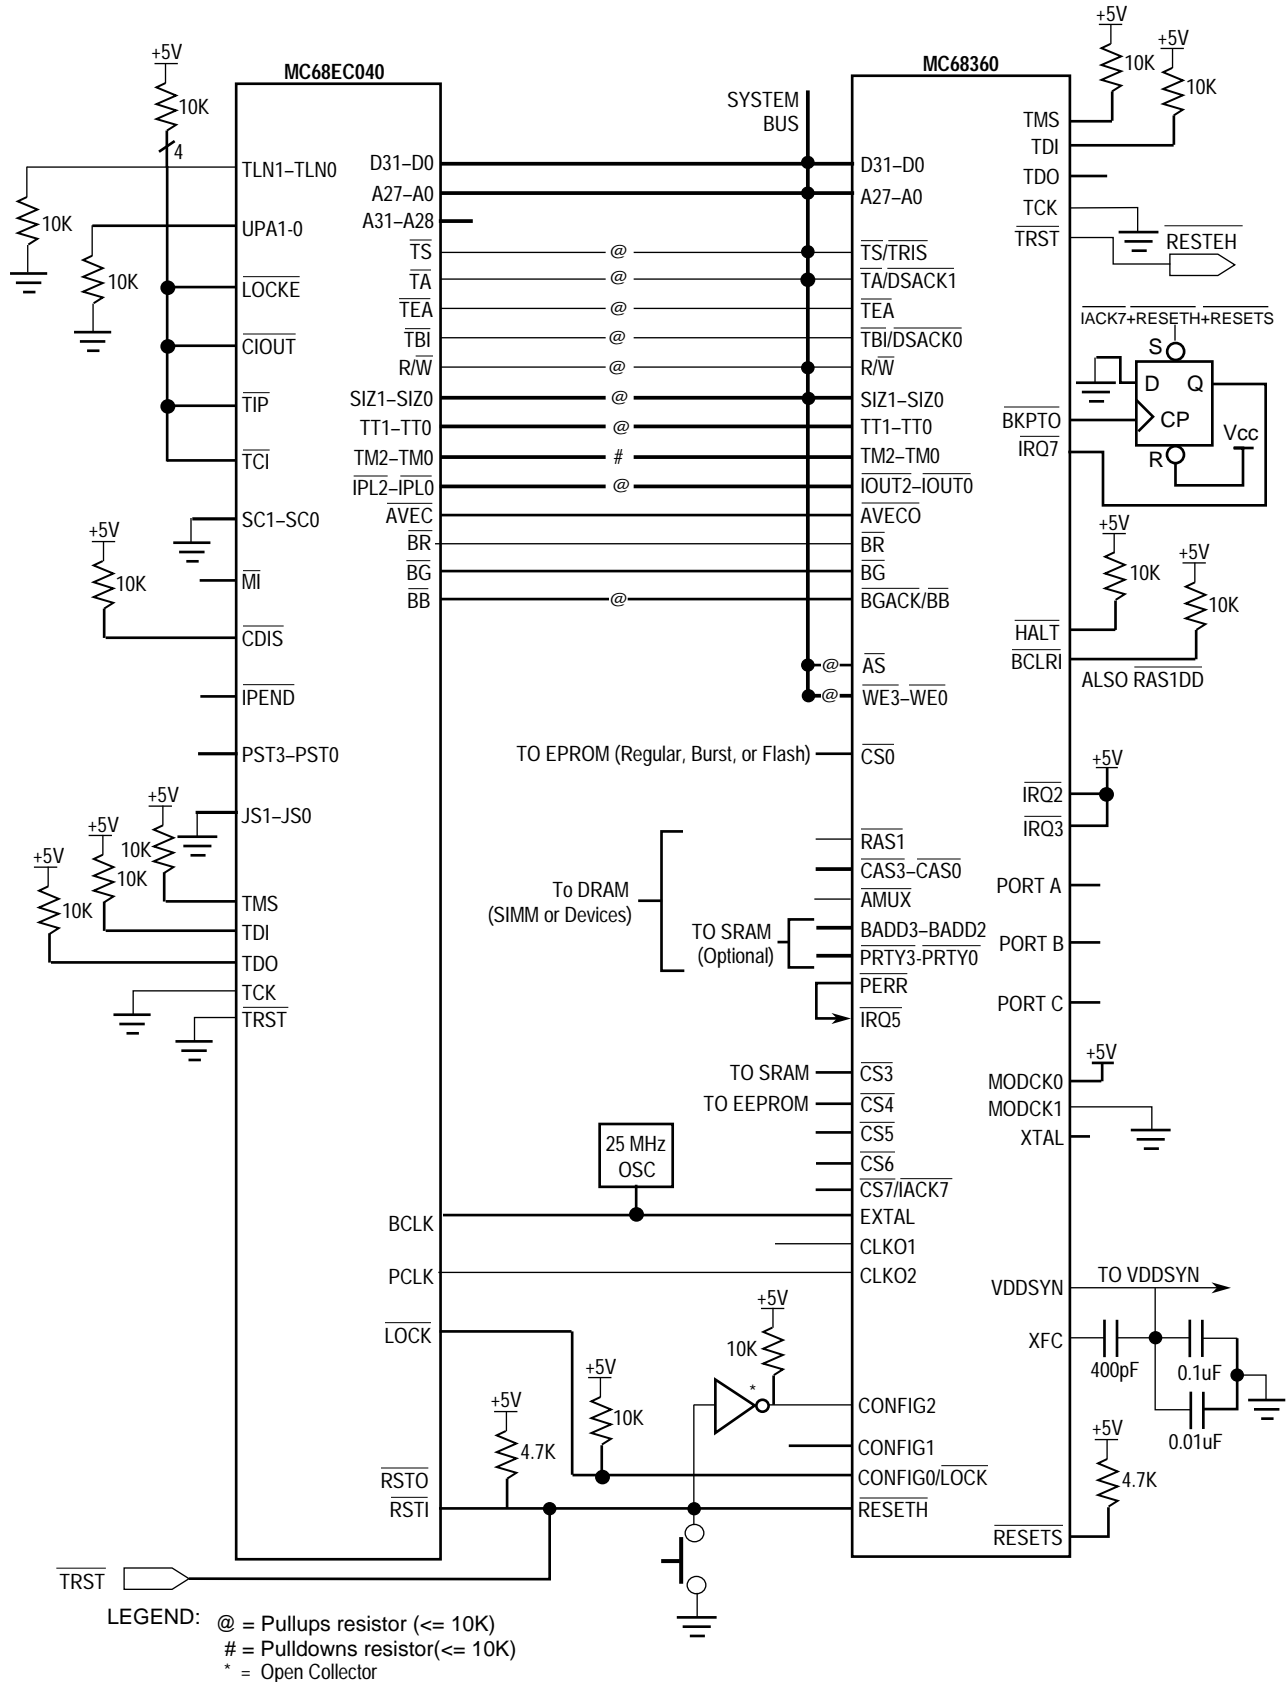 MC68EC040
MC68360
SYSTEM
BUS
+5V
10K
4
TLN1–TLN0
10K
UPA1-0
10K
LOCKE
CIOUT
TIP
TCI
SC1–SC0
+5V
10K
MI
CDIS
IPEND
PST3–PST0
JS1–JS0
+5V
10K
+5V
10K
+5V
10K
TMS
TDI
TDO
TCK
TRST
D31–D0
A27–A0
A31–A28
TS
TA
TEA
TBI
R/W
SIZ1–SIZ0
TT1–TT0
TM2–TM0
IPL2–IPL0
AVEC
BR
BG
BB
@
@
@
@
@
@
@
#
@
@
@
@
D31–D0
A27–A0
TS/TRIS
TA/DSACK1
TEA
TBI/DSACK0
R/W
SIZ1–SIZ0
TT1–TT0
TM2–TM0
IOUT2–IOUT0
AVECO
BR
BG
BGACK/BB
AS
WE3–WE0
TO EPROM (Regular, Burst, or Flash)
CS0
To DRAM
(SIMM or Devices)
RAS1
CAS3–CAS0
AMUX
TO SRAM
(Optional)
BADD3–BADD2
PRTY3-PRTY0
PERR
IRQ5
TO SRAM
CS3
TO EEPROM
CS4
CS5
CS6
CS7/IACK7
25 MHz
OSC
BCLK
EXTAL
CLKO1
PCLK
CLKO2
LOCK
+5V
10K
*
CONFIG2
+5V
10K
CONFIG1
+5V
4.7K
RSTO
CONFIG0/LOCK
RSTI
RESETH
+5V
10K
+5V
10K
TMS
TDI
TDO
TCK
TRST
RESTEH
IACK7+RESETH+RESETS
S
D
Q
CP
R
Vcc
BKPTO
IRQ7
+5V
10K
+5V
10K
HALT
BCLRI
ALSO RAS1DD
+5V
IRQ2
IRQ3
PORT A
PORT B
PORT C
+5V
MODCK0
MODCK1
XTAL
VDDSYN
TO VDDSYN
XFC
400pF
0.1uF
0.01uF
+5V
4.7K
RESETS
TRST
LEGEND:
@ = Pullups resistor (<= 10K)
# = Pulldowns resistor(<= 10K)
* = Open Collector